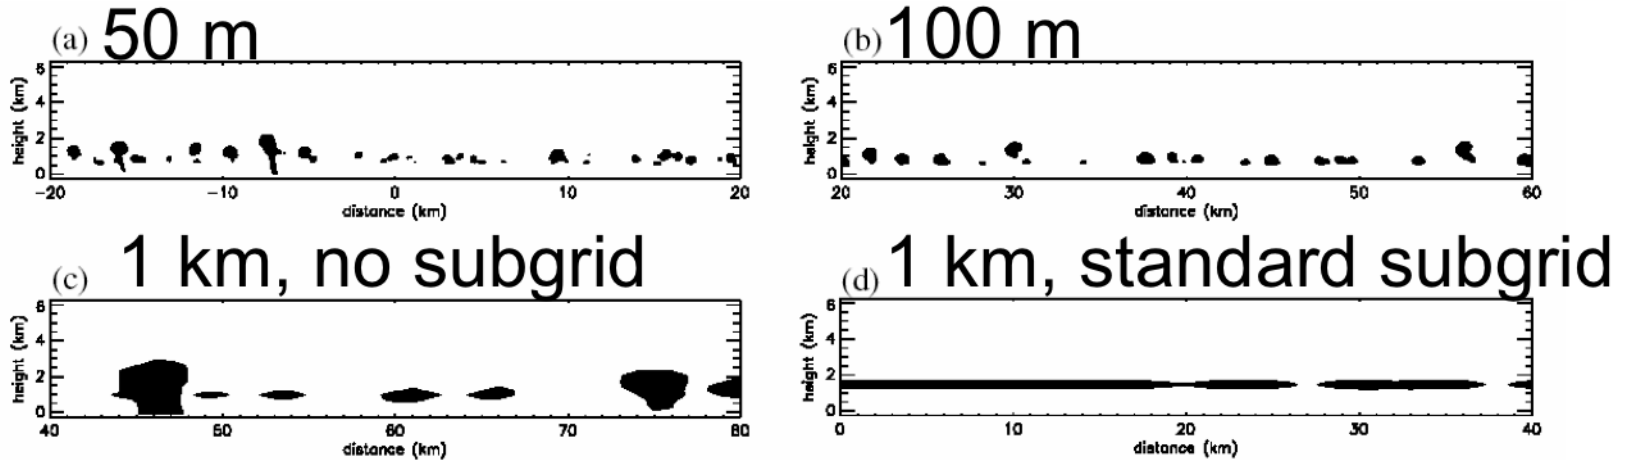 (a) 50 m
(b) 100 m
height (km)
6
4
2
0
-20 -10 0 10 20
distance (km)
height (km)
6
4
2
0
20 30 40 50 60
distance (km)
(c) 1 km, no subgrid
(d) 1 km, standard subgrid
height (km)
6
4
2
0
40 50 60 70 80
distance (km)
height (km)
6
4
2
0
0 10 20 30 40
distance (km)